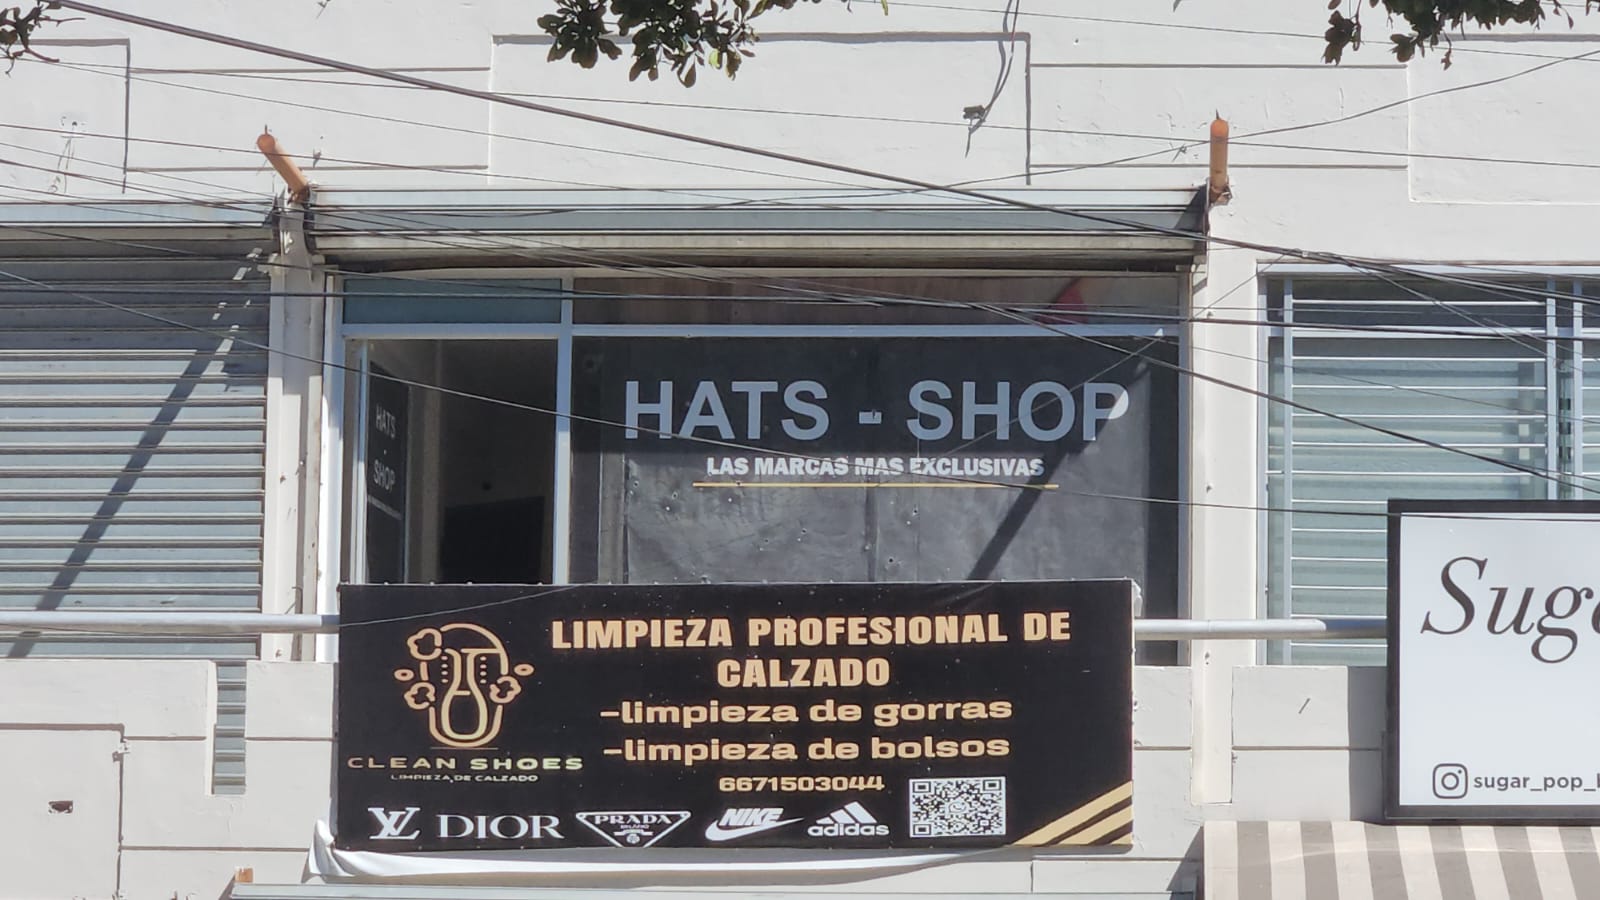 HATS - SHOP
LAS MARCAS MAS EXCLUSIVAS
HATS
-
SHOP
LIMPIEZA PROFESIONAL DE
CALZADO
-limpieza de gorras
-limpieza de bolsos
6671503044
CLEAN SHOES
LIMPIEZA DE CALZADO
LV DIOR PRADA MILANO NIKE adidas
sugar_pop_